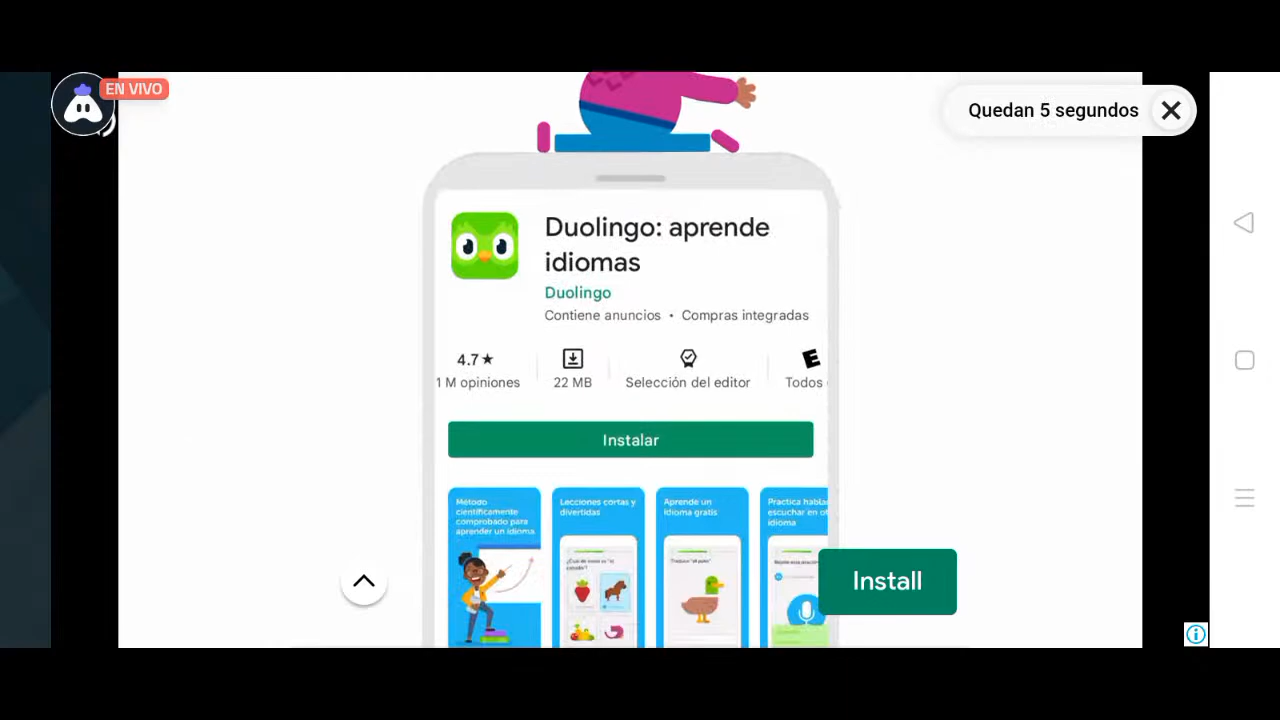 EN VIVO
Quedan 5 segundos
Duolingo: aprende
idiomas
Duolingo
Contiene anuncios • Compras integradas
4.7★
1 M opiniones
22 MB
Selección del editor
E
Todos
Instalar
Método
científicamente
comprobado para
aprender un idioma
Lecciones cortas y
divertidas
Aprende un
idioma gratis
Practica habla
escuchar en
idioma
Install